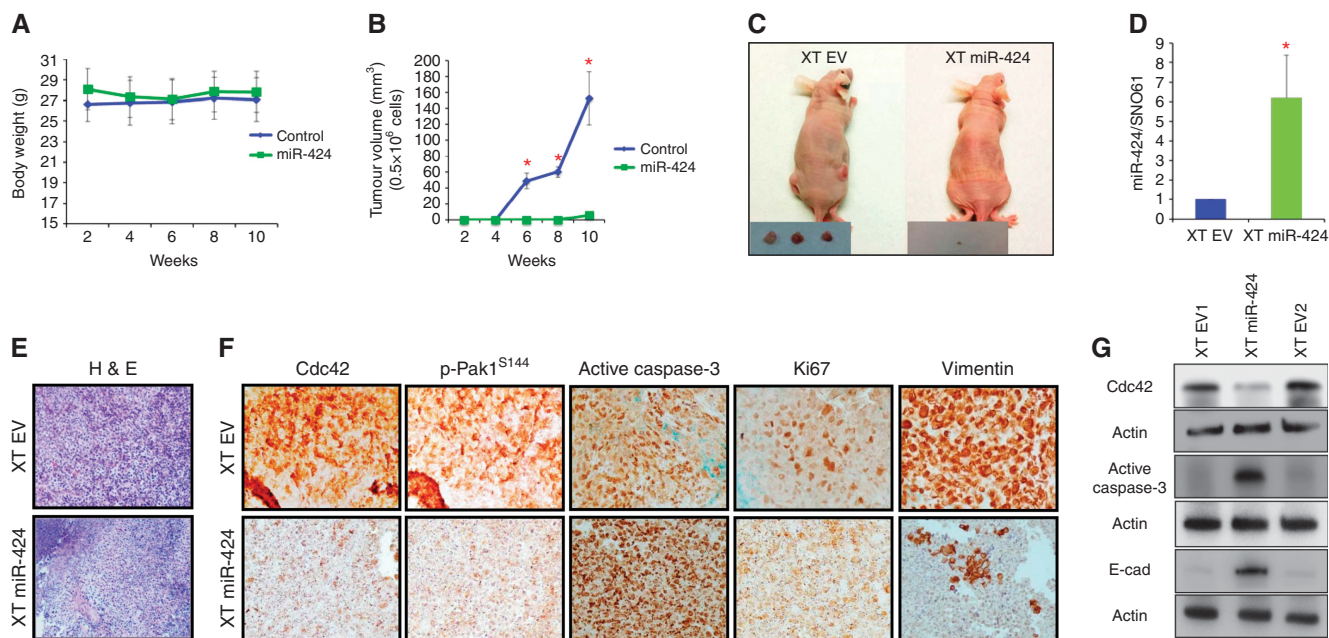 A
Body weight (g)
31
29
27
25
23
21
19
17
15
2 4 6 8 10
Weeks
Control
miR-424
B
Tumour volume (mm³)
(0.5×10⁶ cells)
200
180
160
140
120
100
80
60
40
20
0
* * *
2 4 6 8 10
Weeks
Control
miR-424
C
XT EV XT miR-424
D
miR-424/SNO61
9
8
7
6
5
4
3
2
1
0
*
XT EV XT miR-424
E
H & E
XT EV
XT miR-424
F
Cdc42 p-Pak1S144 Active caspase-3 Ki67 Vimentin
XT EV
XT miR-424
G
XT EV1 XT miR-424 XT EV2
Cdc42
Actin
Active
caspase-3
Actin
E-cad
Actin